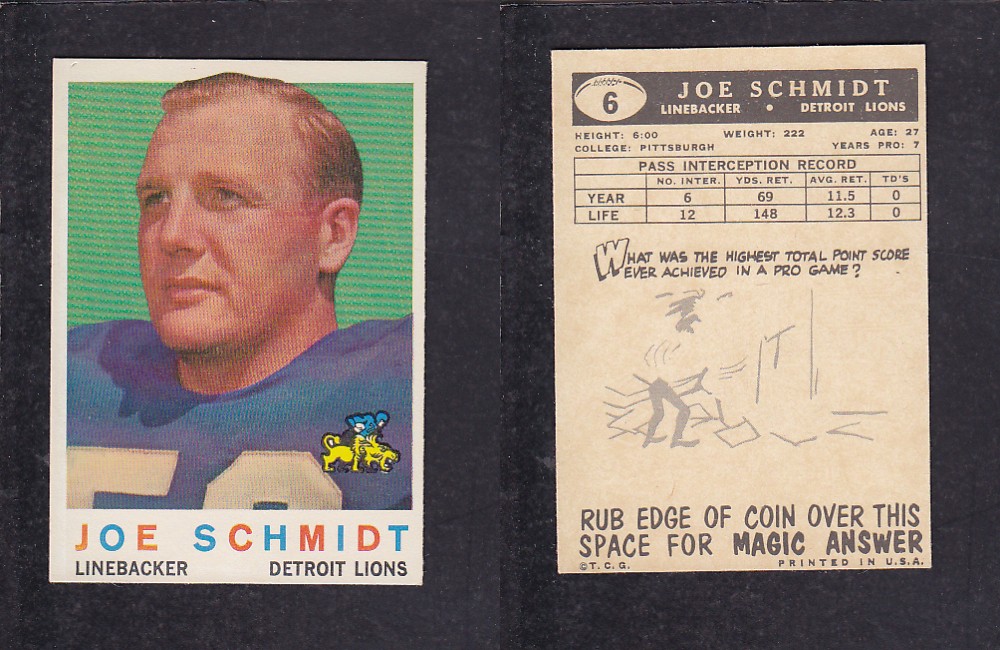 JOE SCHMIDT
LINEBACKER DETROIT LIONS
6
JOE SCHMIDT
LINEBACKER • DETROIT LIONS
HEIGHT: 6:00 WEIGHT: 222 AGE: 27
COLLEGE: PITTSBURGH YEARS PRO: 7
PASS INTERCEPTION RECORD
NO. INTER. YDS. RET. AVG. RET. TD'S
YEAR 6 69 11.5 0
LIFE 12 148 12.3 0
WHAT WAS THE HIGHEST TOTAL POINT SCORE
EVER ACHIEVED IN A PRO GAME?
RUB EDGE OF COIN OVER THIS
SPACE FOR MAGIC ANSWER
©T.C.G. PRINTED IN U.S.A.